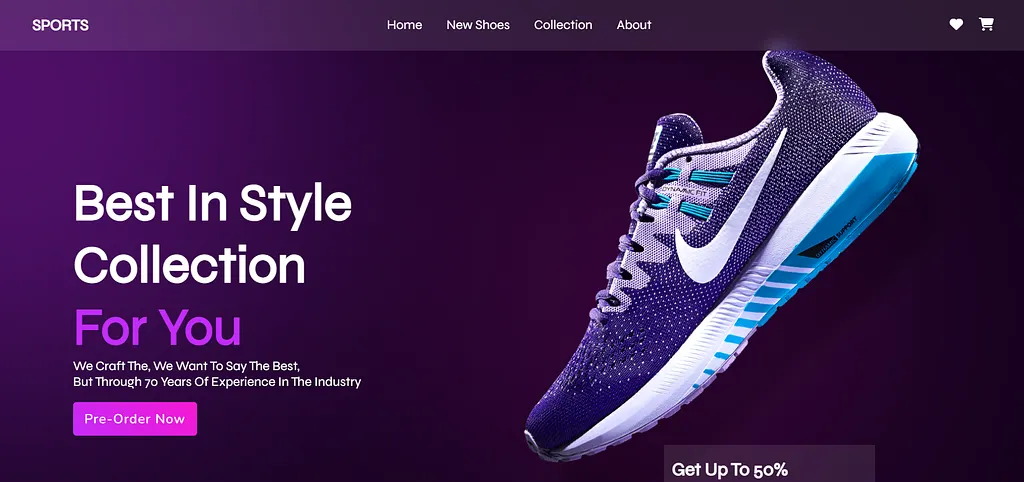 SPORTS
Home
New Shoes
Collection
About
Best In Style
Collection
For You
We Craft The, We Want To Say The Best,
But Through 70 Years Of Experience In The Industry
Pre-Order Now
Get Up To 50%